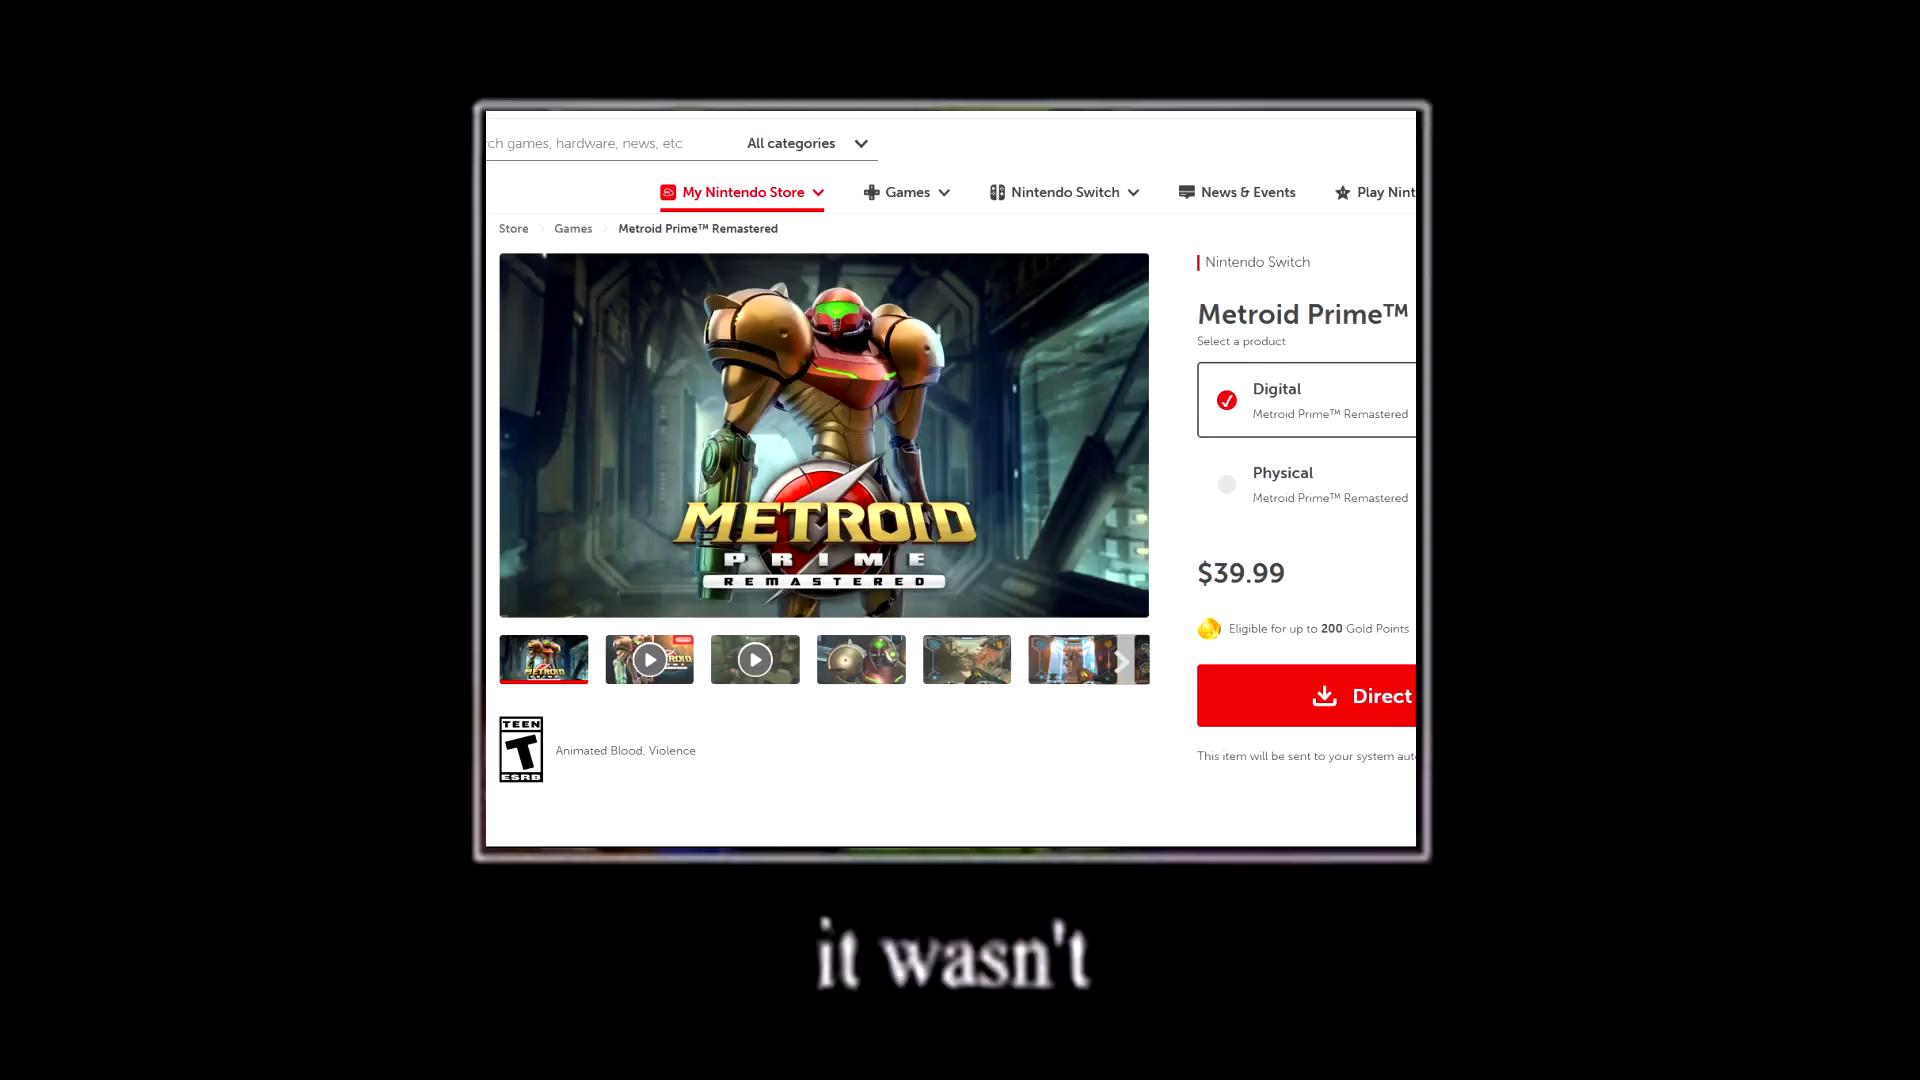 ch games, hardware, news, etc
All categories
My Nintendo Store
Games
Nintendo Switch
News & Events
Play Nint
Store
Games
Metroid Prime™ Remastered
METROID
PRIME
REMASTERED
TEEN
T
ESRB
Animated Blood, Violence
Nintendo Switch
Metroid Prime™
Select a product
Digital
Metroid Prime™ Remastered
Physical
Metroid Prime™ Remastered
$39.99
Eligible for up to 200 Gold Points
Direct
This item will be sent to your system aut
it wasn't